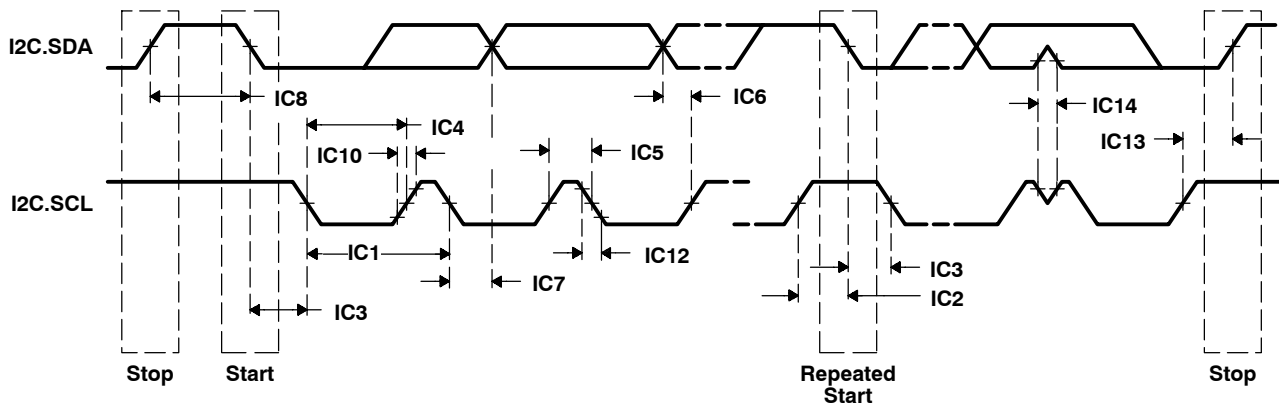 I2C.SDA
IC8
IC6
IC14
IC4
IC10
IC5
IC13
I2C.SCL
IC1
IC12
IC7
IC3
IC3
IC2
Stop
Start
Repeated
Start
Stop